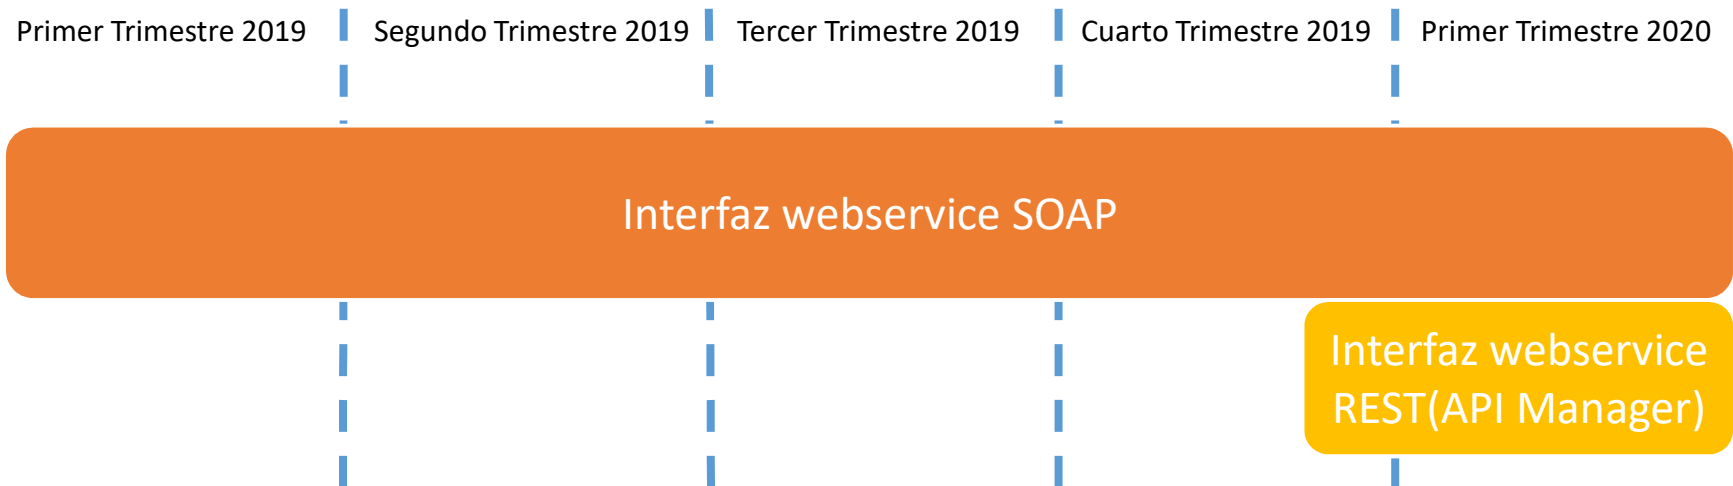 Primer Trimestre 2019
Segundo Trimestre 2019
Tercer Trimestre 2019
Cuarto Trimestre 2019
Primer Trimestre 2020
Interfaz webservice SOAP
Interfaz webservice
REST(API Manager)